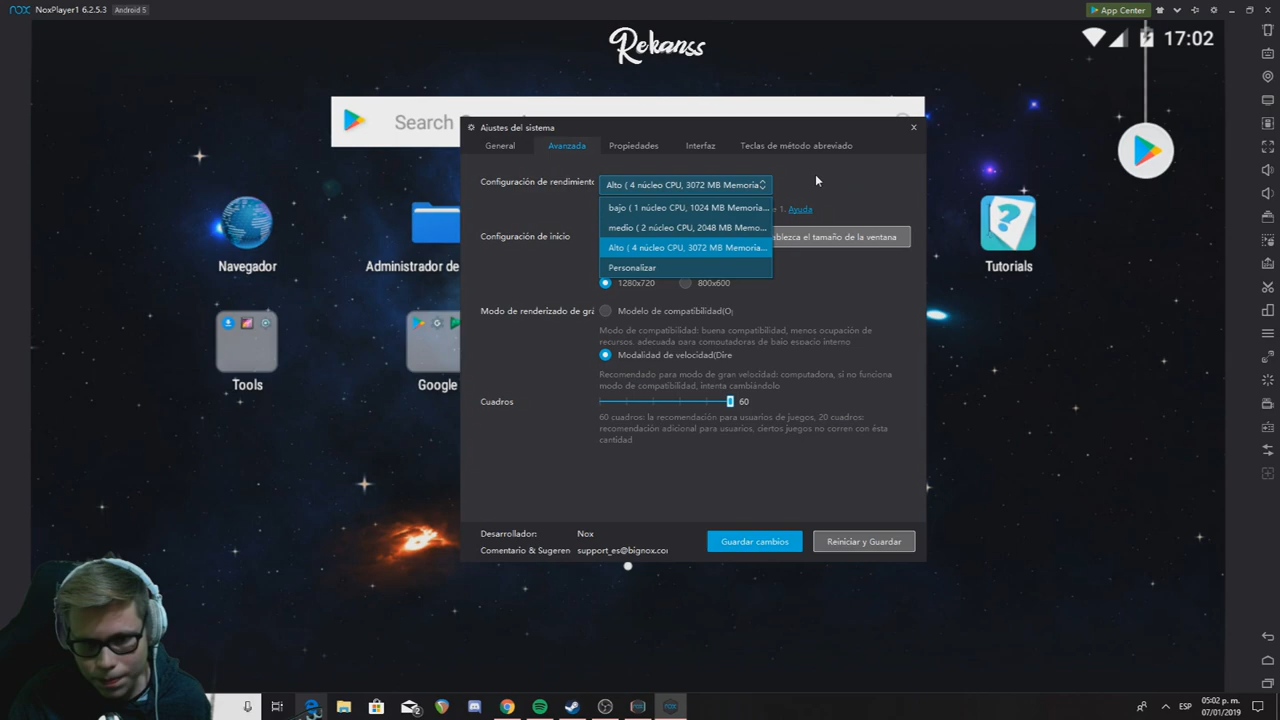 nox NoxPlayer1 6.2.5.3 Android 5 App Center
Rekanss
17:02
Search
Ajustes del sistema
General Avanzada Propiedades Interfaz Teclas de método abreviado
Configuración de rendimiento Alto ( 4 núcleo CPU, 3072 MB Memoria
bajo ( 1 núcleo CPU, 1024 MB Memoria...
e 1. Ayuda
medio ( 2 núcleo CPU, 2048 MB Memo...
Configuración de inicio
ablezca el tamaño de la ventana
Alto ( 4 núcleo CPU, 3072 MB Memoria...
Personalizar
1280x720 800x600
Modo de renderizado de grá Modelo de compatibilidad(O
Modo de compatibilidad: buena compatibilidad, menos ocupación de
recursos, adecuada para computadoras de bajo espacio interno
Modalidad de velocidad(Dire
Recomendado para modo de gran velocidad: computadora, si no funciona
modo de compatibilidad, intenta cambiándolo
Cuadros 60
60 cuadros: la recomendación para usuarios de juegos, 20 cuadros:
recomendación adicional para usuarios, ciertos juegos no corren con ésta
cantidad
Desarrollador: Nox
Comentario & Sugeren support_es@bignox.co
Guardar cambios Reiniciar y Guardar
Navegador
Administrador de
Tutorials
Tools
Google
ESP
05:02 p. m.
07/01/2019